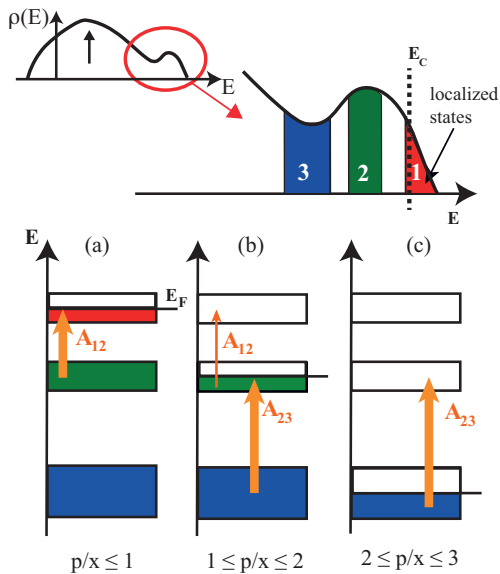 ρ(E)
E
E_C
localized
states
3
2
1
E
E
(a)
(b)
(c)
E_F
A_12
A_12
A_23
A_23
p/x ≤ 1
1 ≤ p/x ≤ 2
2 ≤ p/x ≤ 3